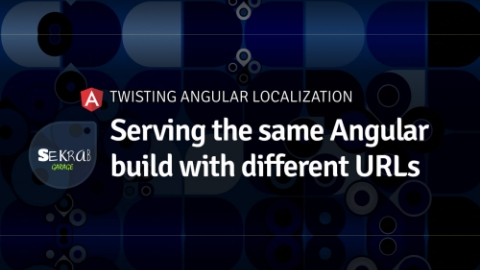 TWISTING ANGULAR LOCALIZATION
Serving the same Angular
build with different URLs
SEKRAB
GARAGE